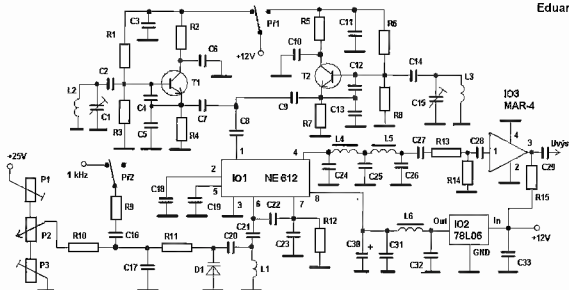 Eduar
C3
R2
Př1
R5
C11
R6
R1
C6
+12V
C10
L2
C2
T1
T2
C12
C14
L3
C1
C4
C7
C9
C13
C15
IO3
MAR-4
R3
C5
R4
C8
R7
R8
4
1
3
C29
Uvýs
2
+25V
1 kHz
Př2
1
4
L4
L5
C27
R13
C28
C24
C25
C26
R14
R15
P1
2
5
IO1
NE612
C18
C19
3
6
7
8
R9
C22
R12
P2
R10
C16
C21
C23
L6
Out
IO2
78L06
In
+12V
R11
C20
C30
+
C31
C32
GND
C33
P3
C17
D1
L1